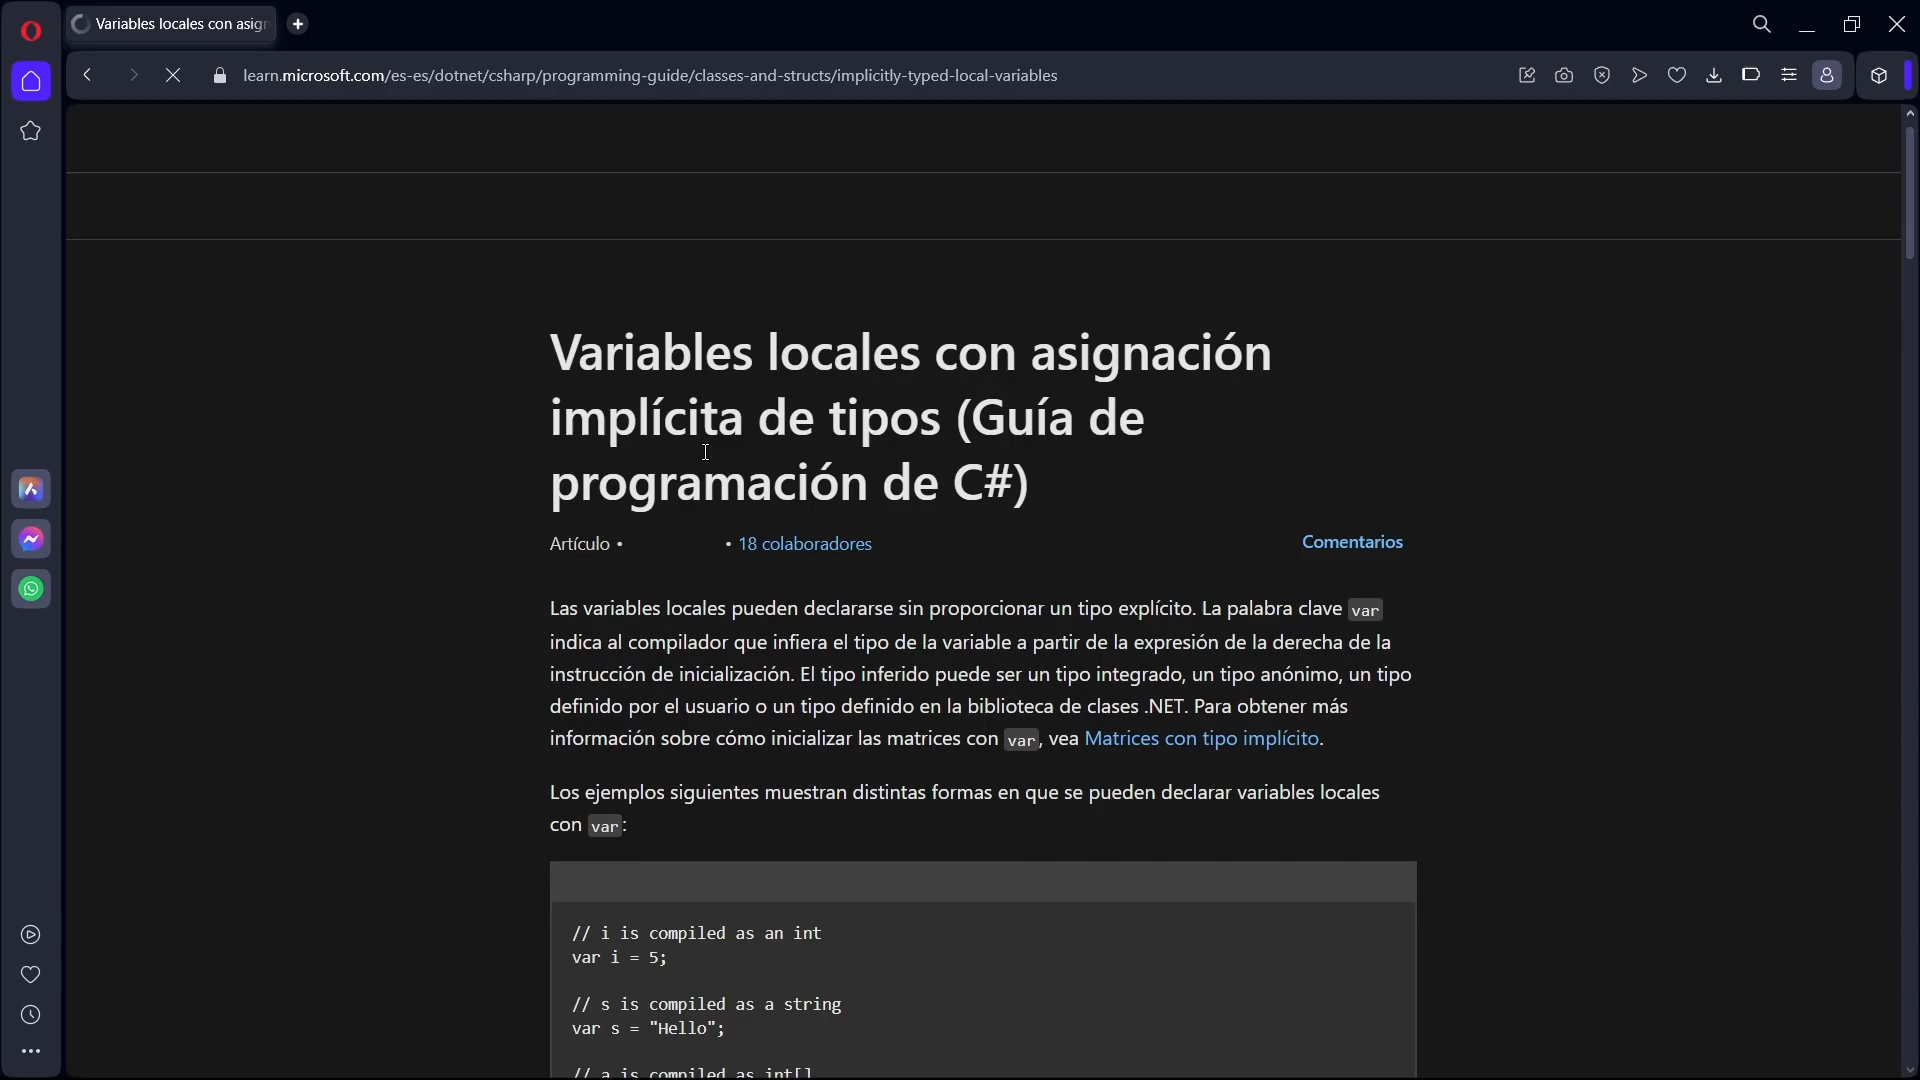 Variables locales con asign
learn.microsoft.com/es-es/dotnet/csharp/programming-guide/classes-and-structs/implicitly-typed-local-variables
Variables locales con asignación
implícita de tipos (Guía de
programación de C#)
Artículo • • 18 colaboradores
Comentarios
Las variables locales pueden declararse sin proporcionar un tipo explícito. La palabra clave var
indica al compilador que infiera el tipo de la variable a partir de la expresión de la derecha de la
instrucción de inicialización. El tipo inferido puede ser un tipo integrado, un tipo anónimo, un tipo
definido por el usuario o un tipo definido en la biblioteca de clases .NET. Para obtener más
información sobre cómo inicializar las matrices con var, vea Matrices con tipo implícito.
Los ejemplos siguientes muestran distintas formas en que se pueden declarar variables locales
con var:
// i is compiled as an int
var i = 5;
// s is compiled as a string
var s = "Hello";
// a is compiled as int[]